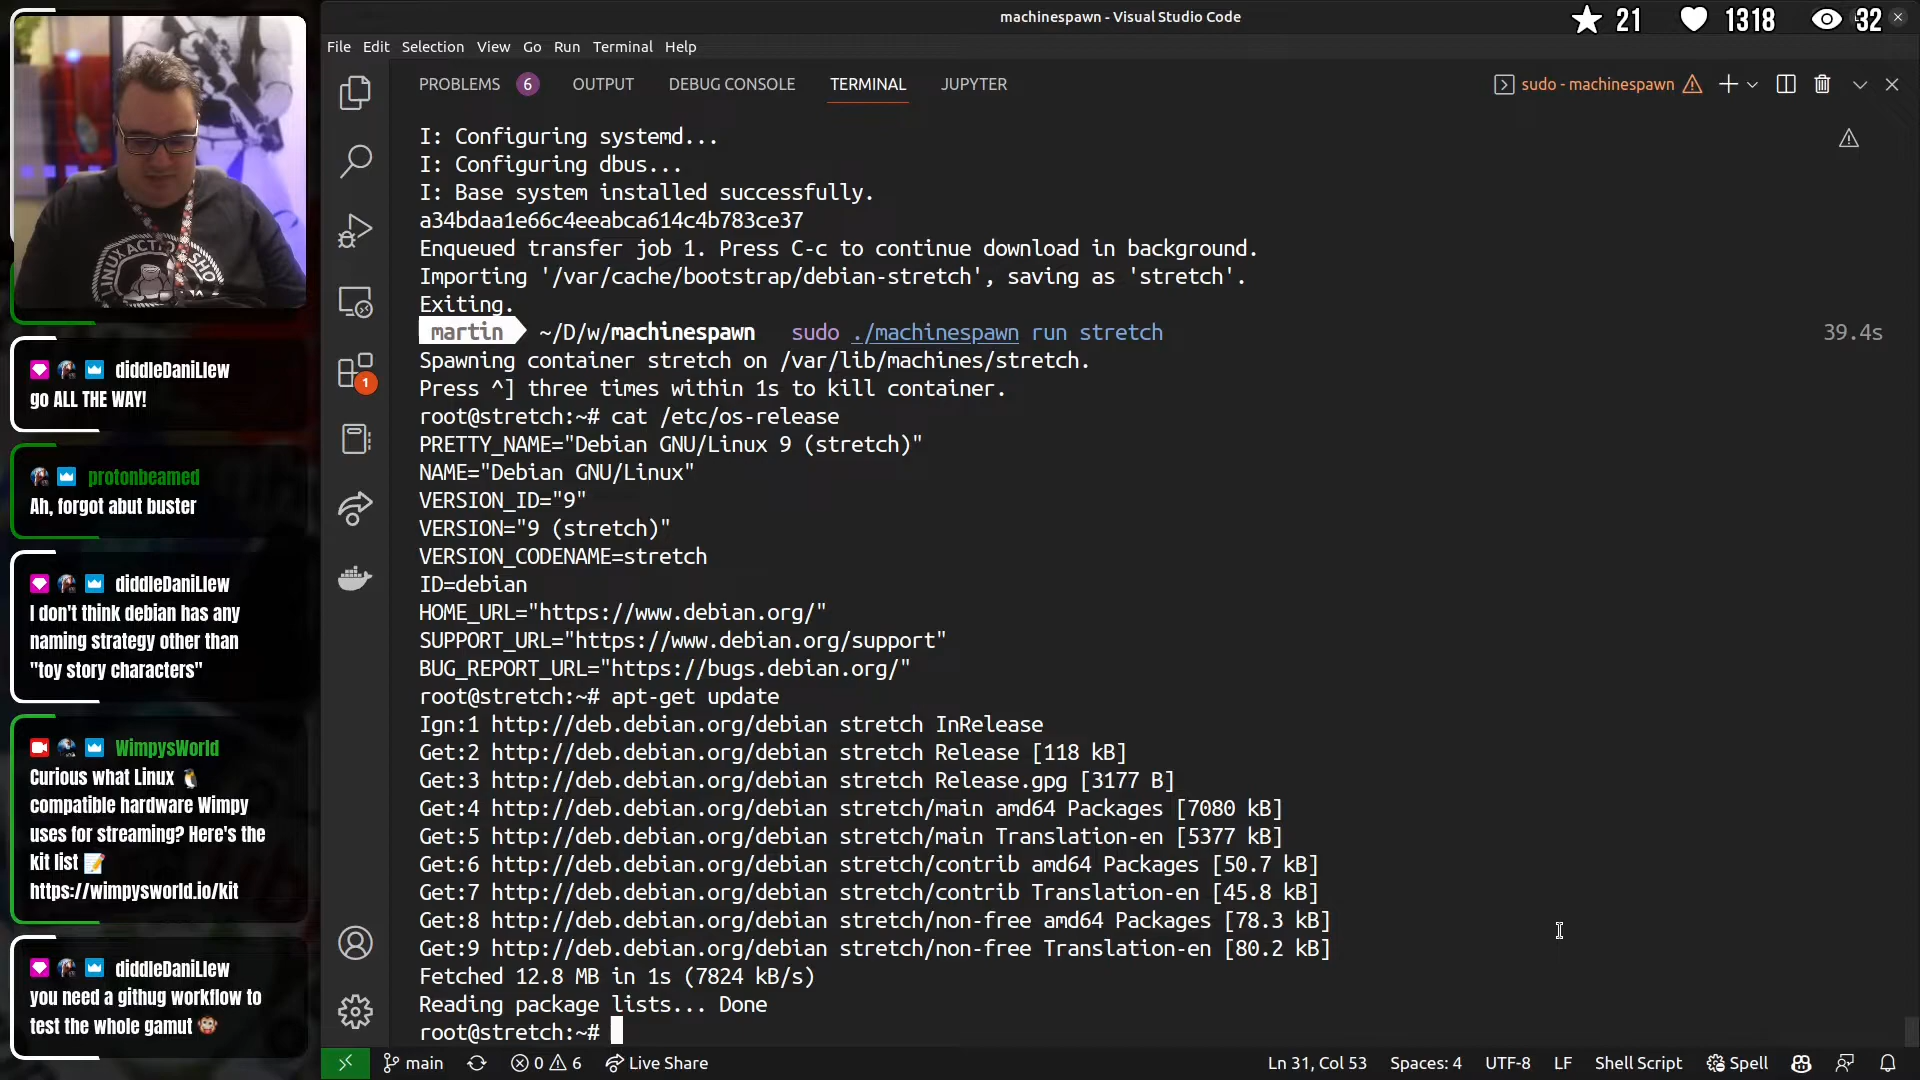 machinespawn - Visual Studio Code
21 1318 32
File Edit Selection View Go Run Terminal Help
PROBLEMS 6 OUTPUT DEBUG CONSOLE TERMINAL JUPYTER
sudo - machinespawn
I: Configuring systemd...
I: Configuring dbus...
I: Base system installed successfully.
a34bdaa1e66c4eeabca614c4b783ce37
Enqueued transfer job 1. Press C-c to continue download in background.
Importing '/var/cache/bootstrap/debian-stretch', saving as 'stretch'.
Exiting.
martin ~/D/w/machinespawn sudo ./machinespawn run stretch 39.4s
Spawning container stretch on /var/lib/machines/stretch.
Press ^] three times within 1s to kill container.
root@stretch:~# cat /etc/os-release
PRETTY_NAME="Debian GNU/Linux 9 (stretch)"
NAME="Debian GNU/Linux"
VERSION_ID="9"
VERSION="9 (stretch)"
VERSION_CODENAME=stretch
ID=debian
HOME_URL="https://www.debian.org/"
SUPPORT_URL="https://www.debian.org/support"
BUG_REPORT_URL="https://bugs.debian.org/"
root@stretch:~# apt-get update
Ign:1 http://deb.debian.org/debian stretch InRelease
Get:2 http://deb.debian.org/debian stretch Release [118 kB]
Get:3 http://deb.debian.org/debian stretch Release.gpg [3177 B]
Get:4 http://deb.debian.org/debian stretch/main amd64 Packages [7080 kB]
Get:5 http://deb.debian.org/debian stretch/main Translation-en [5377 kB]
Get:6 http://deb.debian.org/debian stretch/contrib amd64 Packages [50.7 kB]
Get:7 http://deb.debian.org/debian stretch/contrib Translation-en [45.8 kB]
Get:8 http://deb.debian.org/debian stretch/non-free amd64 Packages [78.3 kB]
Get:9 http://deb.debian.org/debian stretch/non-free Translation-en [80.2 kB]
Fetched 12.8 MB in 1s (7824 kB/s)
Reading package lists... Done
root@stretch:~#
1
main 0 6 Live Share
Ln 31, Col 53 Spaces: 4 UTF-8 LF Shell Script Spell
LINUX ACTION SHO
diddleDaniLlew
go ALL THE WAY!
protonbeamed
Ah, forgot abut buster
diddleDaniLlew
I don't think debian has any
naming strategy other than
"toy story characters"
WimpysWorld
Curious what Linux 🐧
compatible hardware Wimpy
uses for streaming? Here's the
kit list 📝
https://wimpysworld.io/kit
diddleDaniLlew
you need a githug workflow to
test the whole gamut 🐵